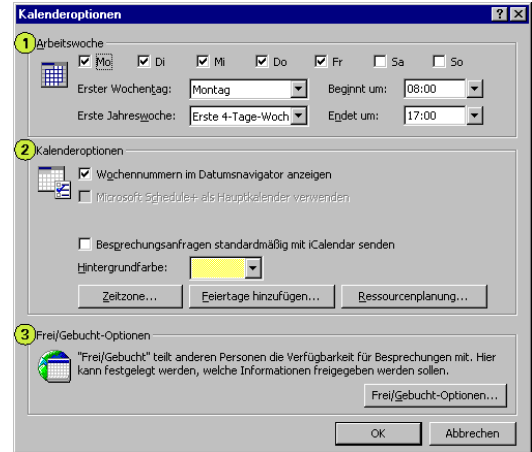 Kalenderoptionen
1 Arbeitswoche
Mo Di Mi Do Fr Sa So
Erster Wochentag: Montag Beginnt um: 08:00
Erste Jahreswoche: Erste 4-Tage-Woch Endet um: 17:00
2 Kalenderoptionen
Wochennummern im Datumsnavigator anzeigen
Microsoft Schedule+ als Hauptkalender verwenden
Besprechungsanfragen standardmäßig mit iCalendar senden
Hintergrundfarbe:
Zeitzone... Feiertage hinzufügen... Ressourcenplanung...
3 Frei/Gebucht-Optionen
"Frei/Gebucht" teilt anderen Personen die Verfügbarkeit für Besprechungen mit. Hier
kann festgelegt werden, welche Informationen freigegeben werden sollen.
Frei/Gebucht-Optionen...
OK Abbrechen